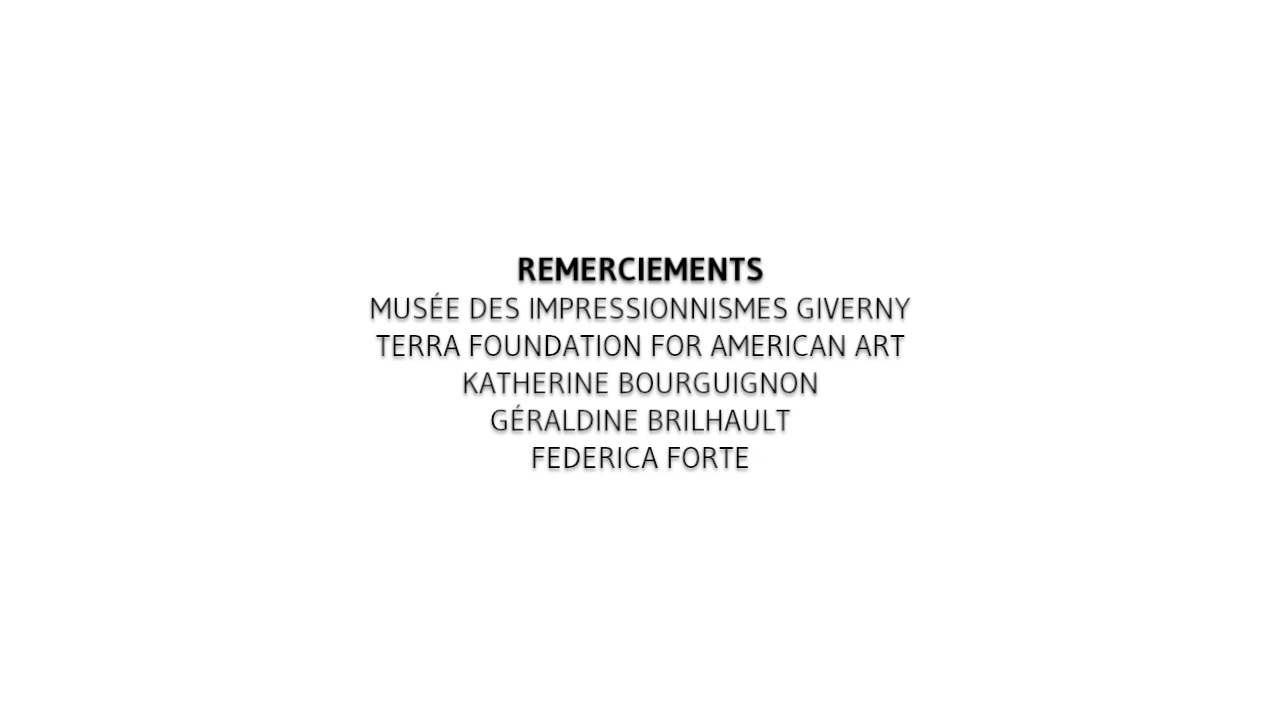 REMERCIEMENTS
MUSÉE DES IMPRESSIONNISMES GIVERNY
TERRA FOUNDATION FOR AMERICAN ART
KATHERINE BOURGUIGNON
GÉRALDINE BRILHAULT
FEDERICA FORTE